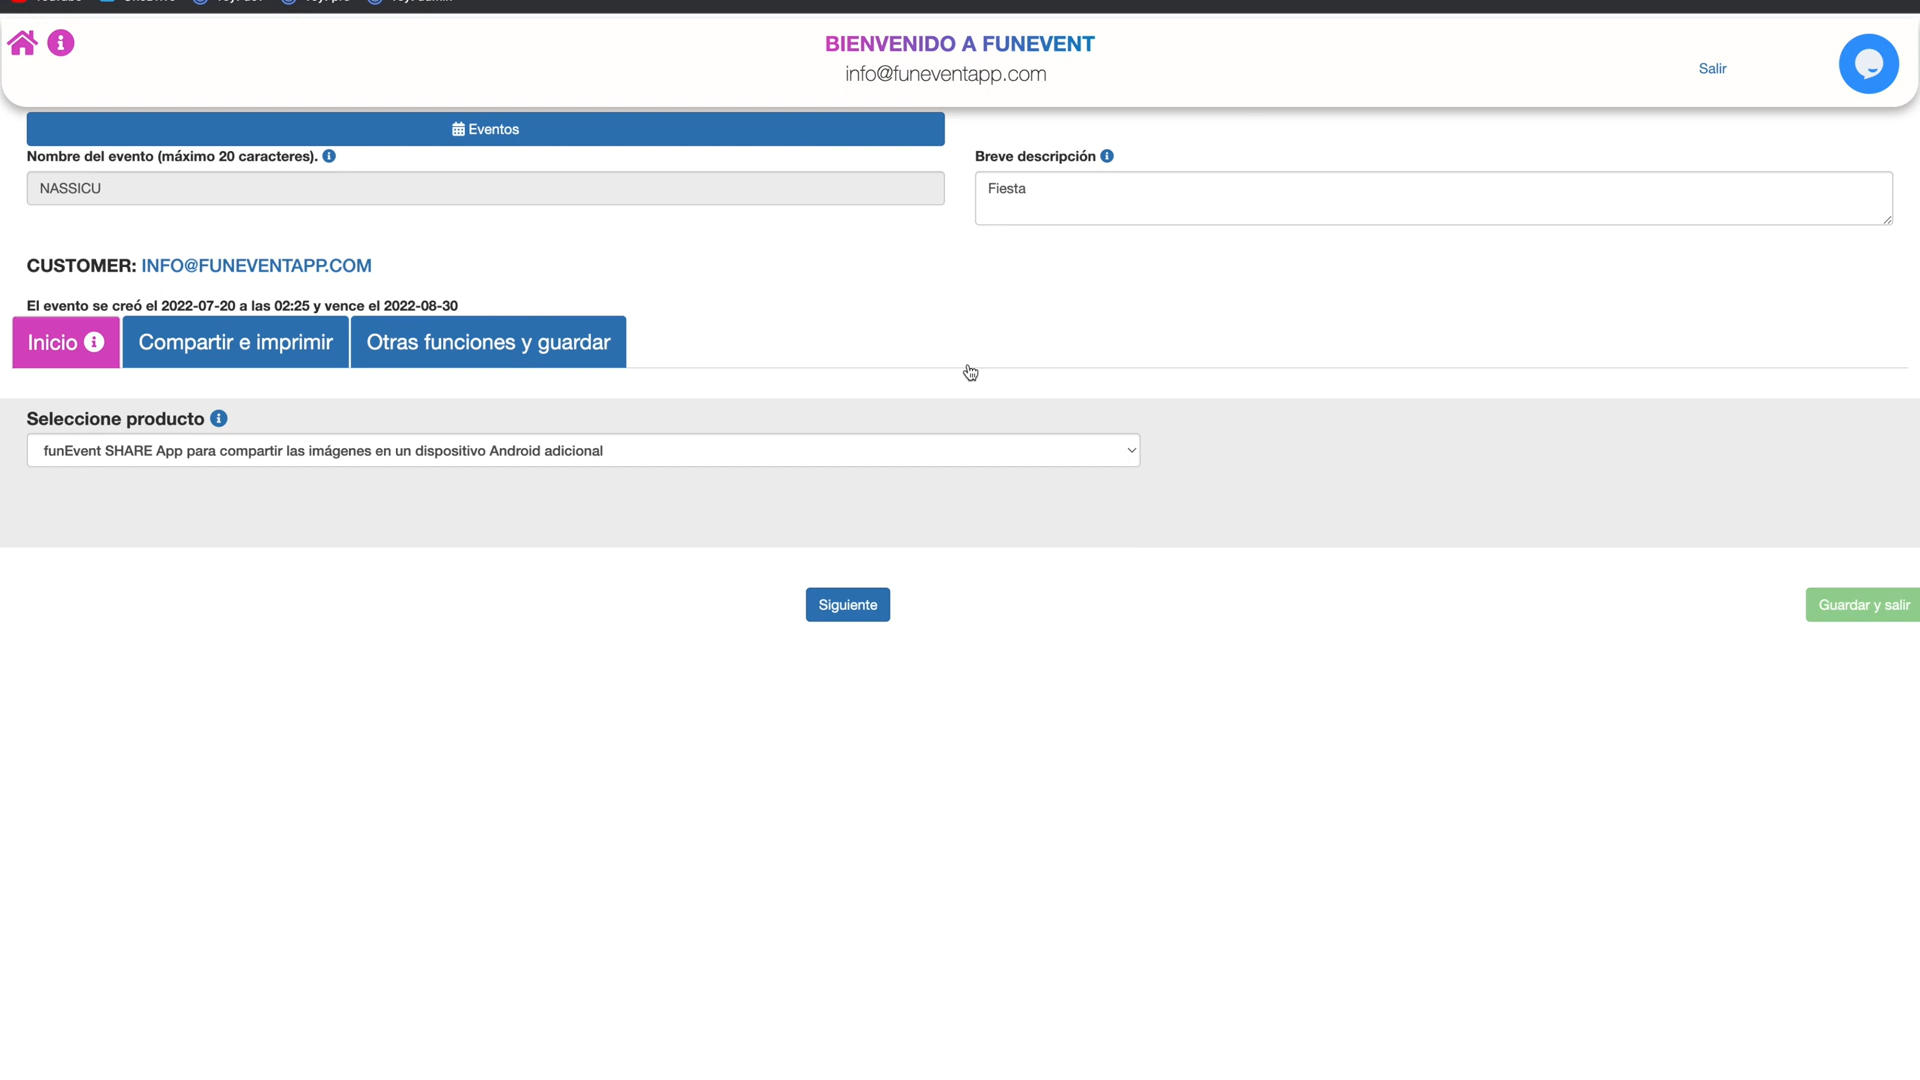 BIENVENIDO A FUNEVENT
info@funeventapp.com
Salir
Eventos
Nombre del evento (máximo 20 caracteres).
Breve descripción
NASSICU
Fiesta
CUSTOMER: INFO@FUNEVENTAPP.COM
El evento se creó el 2022-07-20 a las 02:25 y vence el 2022-08-30
Inicio
Compartir e imprimir
Otras funciones y guardar
Seleccione producto
funEvent SHARE App para compartir las imágenes en un dispositivo Android adicional
Siguiente
Guardar y salir